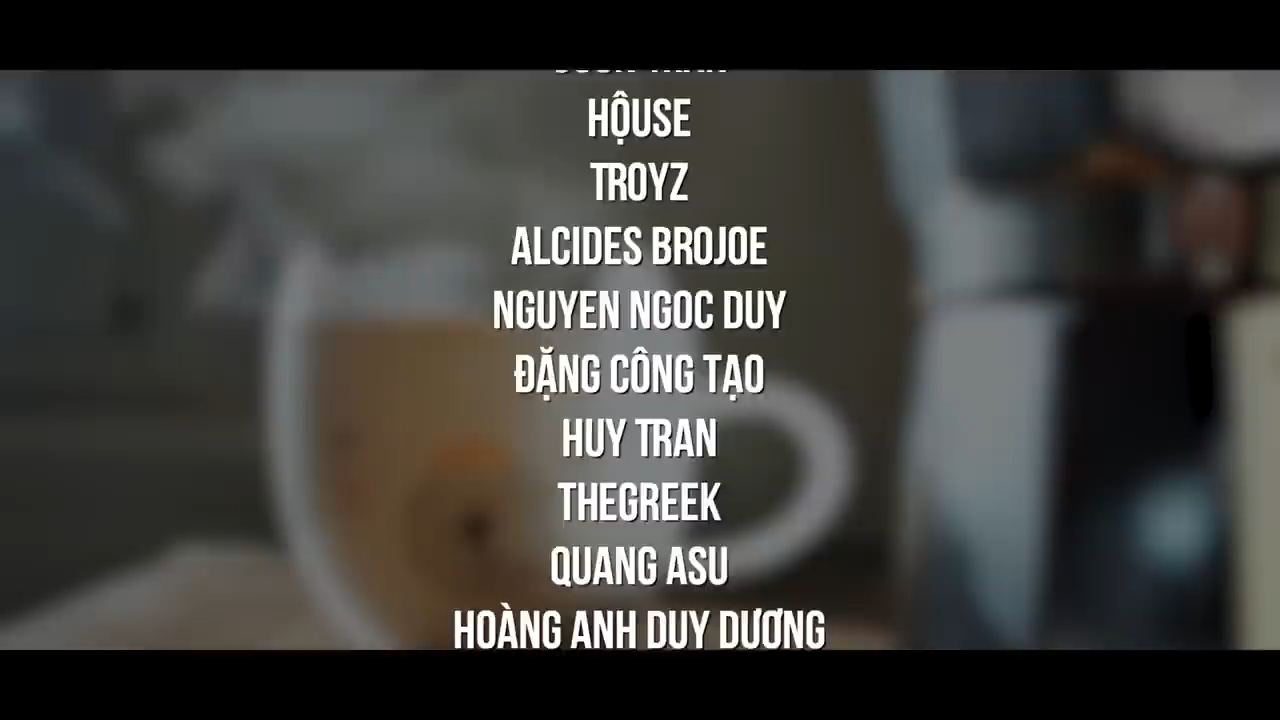 HỘUSE
TROYZ
ALCIDES BROJOE
NGUYEN NGOC DUY
ĐẶNG CÔNG TẠO
HUY TRAN
THEGREEK
QUANG ASU
HOÀNG ANH DUY DƯƠNG